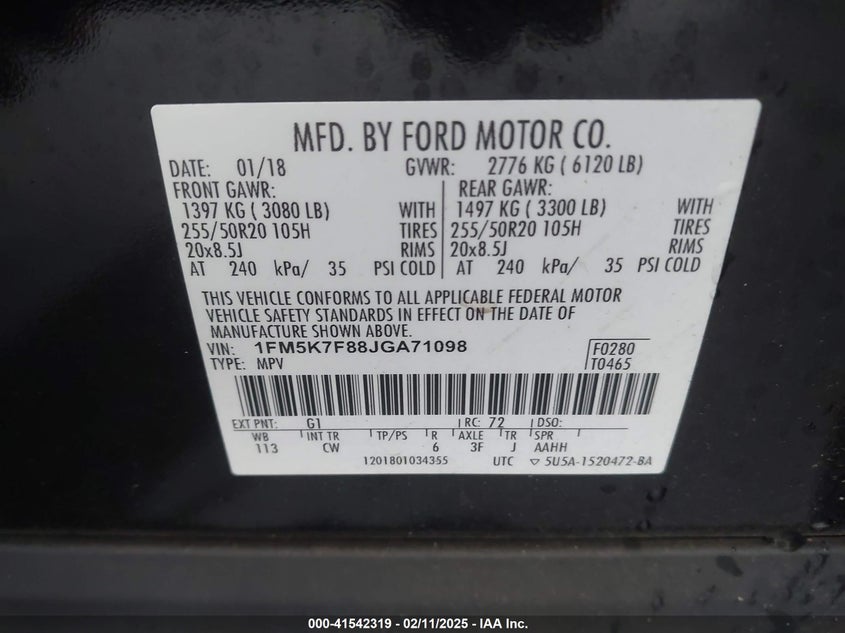 MFD. BY FORD MOTOR CO.
DATE: 01/18 GVWR: 2776 KG ( 6120 LB)
FRONT GAWR: REAR GAWR:
1397 KG ( 3080 LB) WITH 1497 KG ( 3300 LB) WITH
255/50R20 105H TIRES 255/50R20 105H TIRES
20x8.5J RIMS 20x8.5J RIMS
AT 240 kPa/ 35 PSI COLD AT 240 kPa/ 35 PSI COLD
THIS VEHICLE CONFORMS TO ALL APPLICABLE FEDERAL MOTOR
VEHICLE SAFETY STANDARDS IN EFFECT ON THE DATE OF
MANUFACTURE SHOWN ABOVE.
VIN: 1FM5K7F88JGA71098 F0280
TYPE: MPV T0465
EXT PNT: G1 RC: 72 DSO:
WB INT TR TP/PS R AXLE TR SPR
113 CW 6 3F J AAHH
1201801034355 UTC ▽ 5U5A-1520472-BA
000-41542319 - 02/11/2025 - IAA Inc.